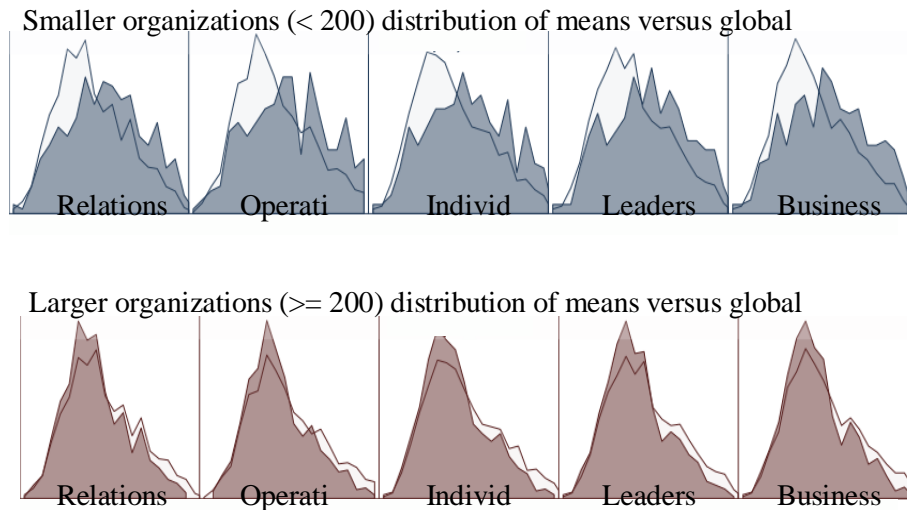 Smaller organizations (< 200) distribution of means versus global
Relations Operati Individ Leaders Business
Larger organizations (>= 200) distribution of means versus global
Relations Operati Individ Leaders Business